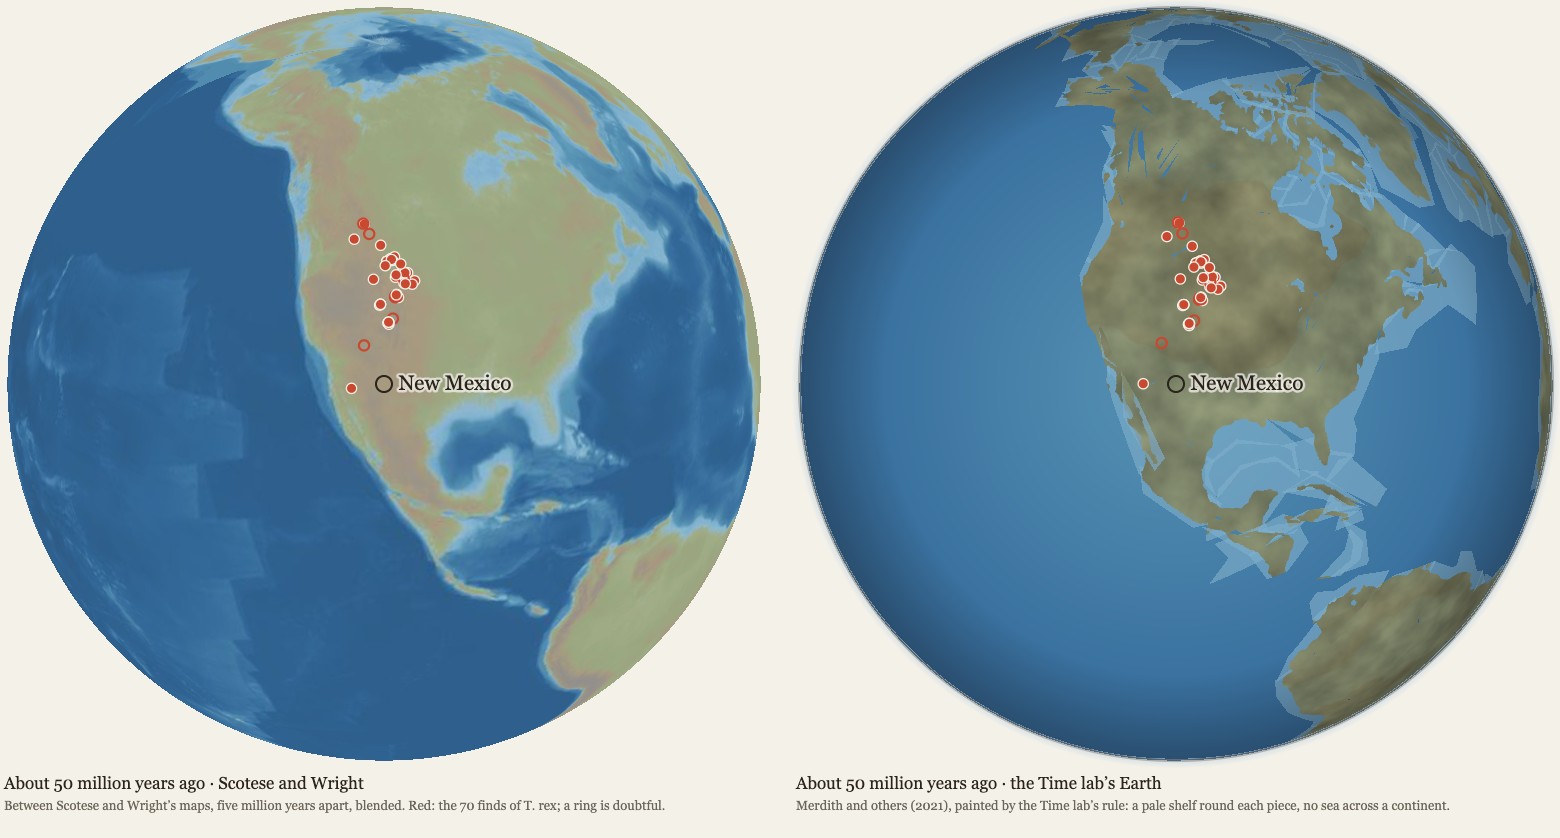 New Mexico
New Mexico
About 50 million years ago · Scotese and Wright
Between Scotese and Wright’s maps, five million years apart, blended. Red: the 70 finds of T. rex; a ring is doubtful.
About 50 million years ago · the Time lab’s Earth
Merdith and others (2021), painted by the Time lab’s rule: a pale shelf round each piece, no sea across a continent.